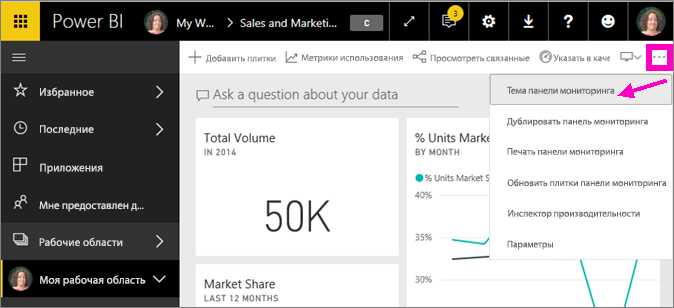 Power BI
My W...
Sales and Marketi...
C
3
Добавить плитки
Метрики использования
Просмотреть связанные
Указать в каче
Избранное
Последние
Приложения
Мне предоставлен д...
Рабочие области
Моя рабочая область
Ask a question about your data
Total Volume
IN 2014
50K
Market Share
LAST 12 MONTHS
% Units Market
BY MONTH
% Units Market S
40%
35%
30%
Тема панели мониторинга
Дублировать панель мониторинга
Печать панели мониторинга
Обновить плитки панели мониторинга
Инспектор производительности
Параметры